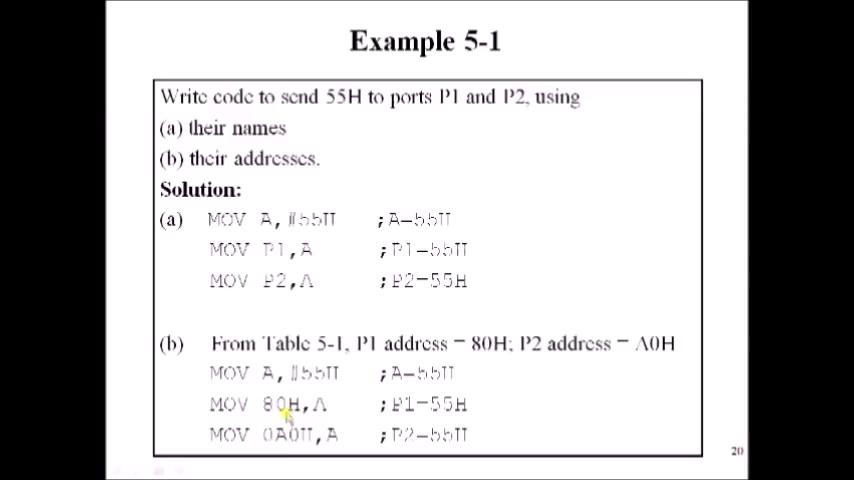 Example 5-1
Write code to send 55H to ports P1 and P2, using
(a) their names
(b) their addresses.
Solution:
(a) MOV A,#55H ;A=55H
MOV P1,A ;P1=55H
MOV P2,A ;P2=55H
(b) From Table 5-1, P1 address = 80H; P2 address = A0H
MOV A,#55H ;A=55H
MOV 80H,A ;P1=55H
MOV 0A0H,A ;P2=55H
20